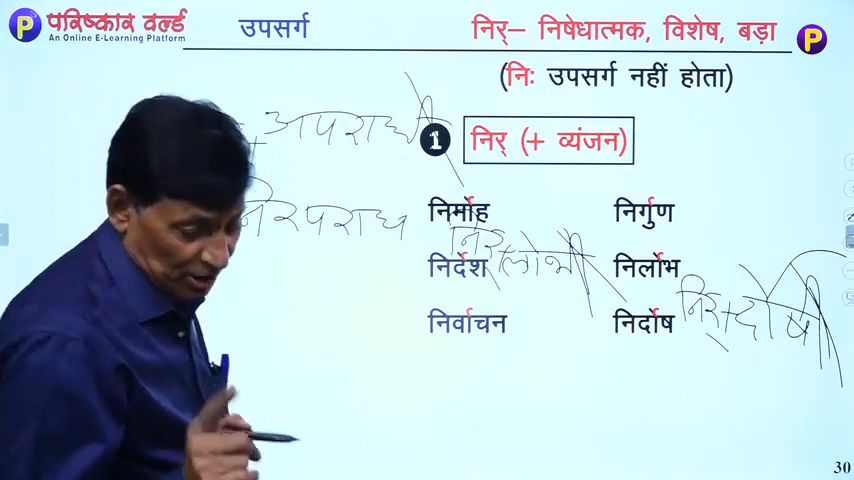 परिष्कार वर्ल्ड
An Online E-Learning Platform
उपसर्ग
निर्– निषेधात्मक, विशेष, बड़ा
(निः उपसर्ग नहीं होता)
+ अपराधी
1 निर् (+ व्यंजन)
निरपराध
निर्मोह निर्गुण
निर् लोभी
निर्देश निर्लोभ
निर् + दोषी
निर्वाचन निर्दोष
30